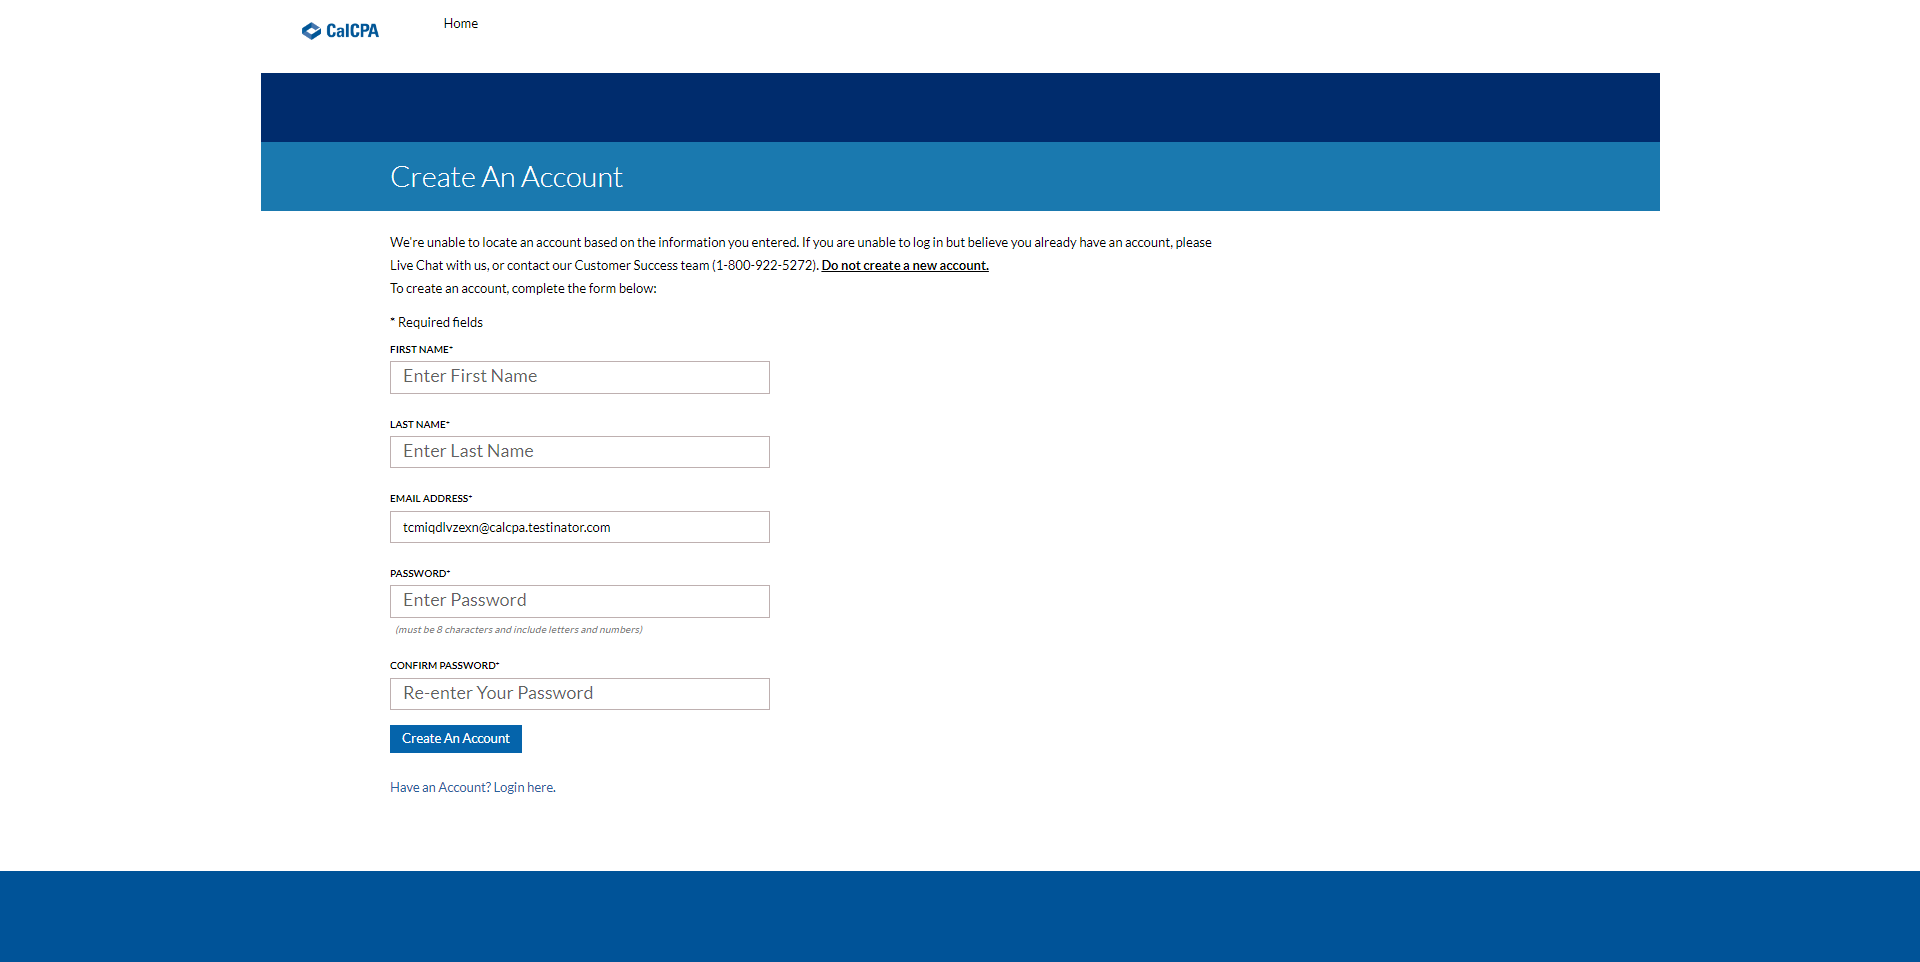 CalCPA
Home
Create An Account
We're unable to locate an account based on the information you entered. If you are unable to log in but believe you already have an account, please
Live Chat with us, or contact our Customer Success team (1-800-922-5272). Do not create a new account.
To create an account, complete the form below:
* Required fields
FIRST NAME*
Enter First Name
LAST NAME*
Enter Last Name
EMAIL ADDRESS*
tcmiqdlvzexn@calcpa.testinator.com
PASSWORD*
Enter Password
(must be 8 characters and include letters and numbers)
CONFIRM PASSWORD*
Re-enter Your Password
Create An Account
Have an Account? Login here.